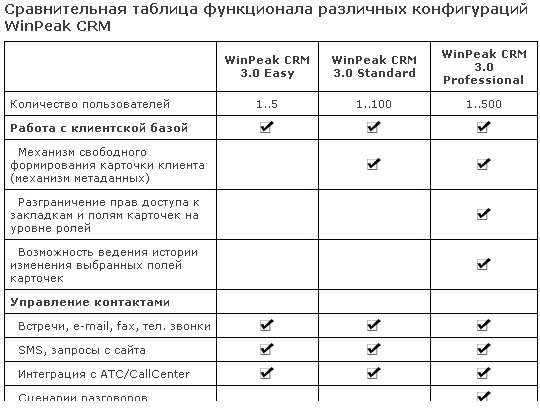 Сравнительная таблица функционала различных конфигураций
WinPeak CRM
WinPeak CRM
3.0 Easy
WinPeak CRM
3.0 Standard
WinPeak CRM
3.0
Professional
Количество пользователей 1..5 1..100 1..500
Работа с клиентской базой
Механизм свободного
формирования карточки клиента
(механизм метаданных)
Разграничение прав доступа к
закладкам и полям карточек на
уровне ролей
Возможность ведения истории
изменения выбранных полей
карточек
Управление контактами
Встречи, e-mail, fax, тел. звонки
SMS, запросы с сайта
Интеграция с АТС/CallCenter
Сценарии разговоров